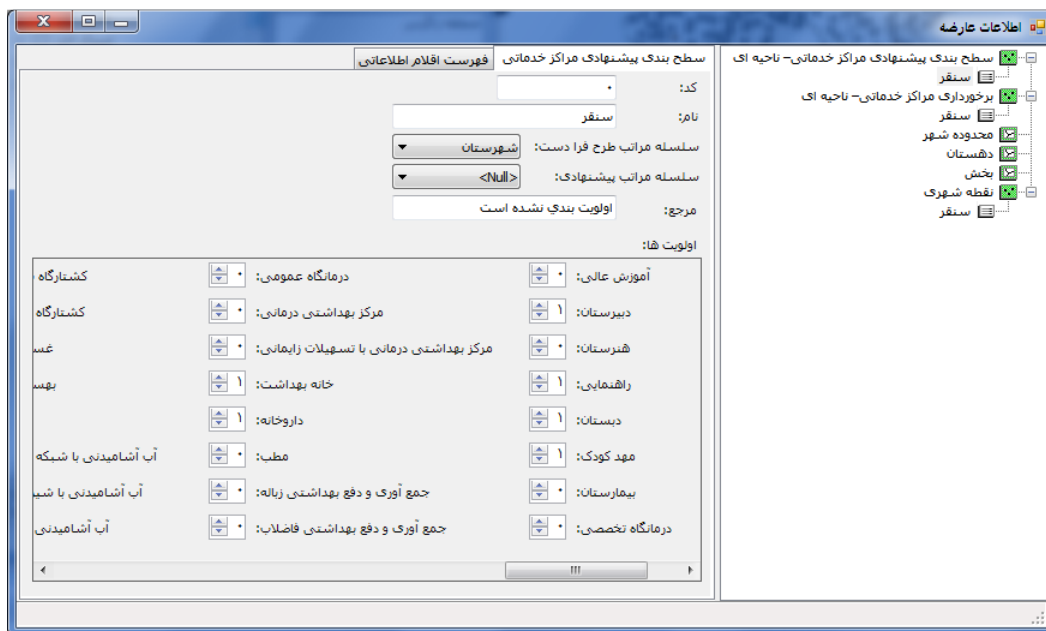 اطلاعات عارضه
سطح بندی پیشنهادی مراکز خدماتی– ناحیه ای
سنقر
برخورداری مراکز خدماتی– ناحیه ای
سنقر
محدوده شهر
دهستان
بخش
نقطه شهری
سنقر
سطح بندی پیشنهادی مراکز خدماتی فهرست اقلام اطلاعاتی
کد: ۰
نام: سنقر
سلسله مراتب طرح فرا دست: شهرستان
سلسله مراتب پیشنهادی: <Null>
مرجع: اولويت بندي نشده است
اولویت ها:
آموزش عالی: ۰ درمانگاه عمومی: ۰ کشتارگاه
دبیرستان: ۱ مرکز بهداشتی درمانی: ۰ کشتارگاه
هنرستان: ۰ مرکز بهداشتی درمانی با تسهیلات زایمانی: ۰
راهنمایی: ۱ خانه بهداشت: ۱
دبستان: ۱ داروخانه: ۱
مهد کودک: ۱ مطب: ۰ آب آشامیدنی با شبکه
بیمارستان: ۰ جمع آوری و دفع بهداشتی زباله: ۰ آب آشامیدنی با
درمانگاه تخصصی: ۰ جمع آوری و دفع بهداشتی فاضلاب: ۰ آب آشامیدنی